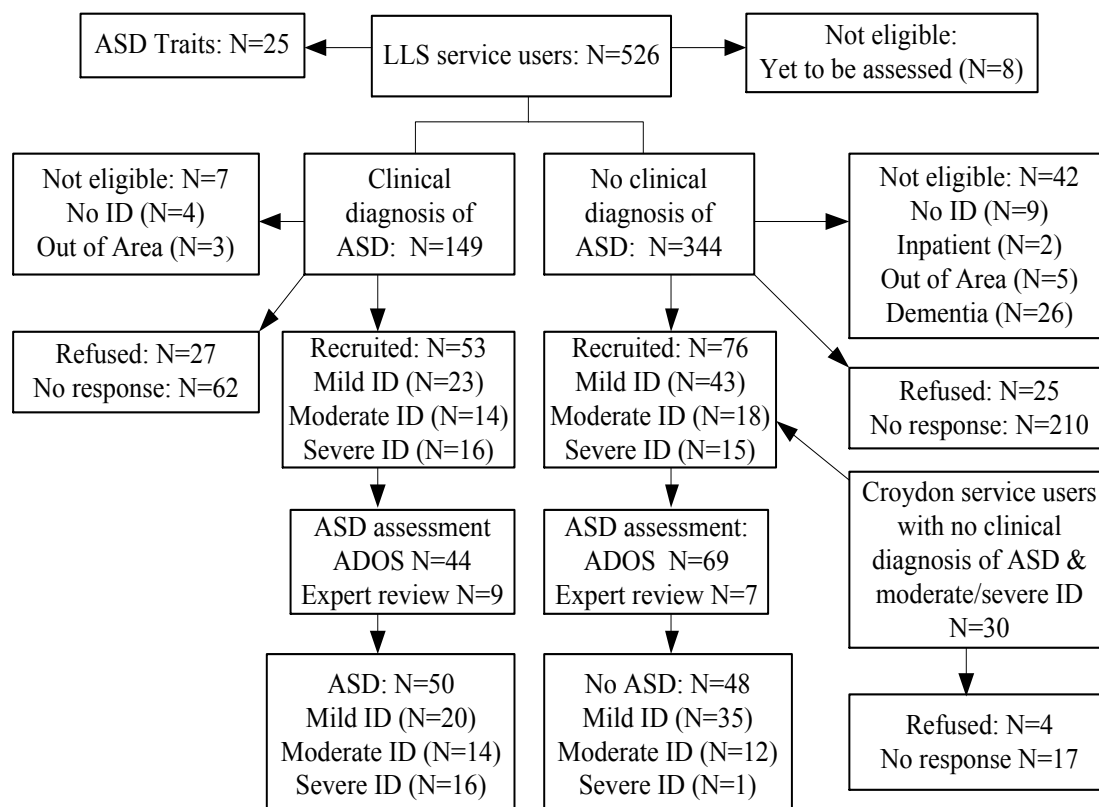 ASD Traits: N=25
LLS service users: N=526
Not eligible:
Yet to be assessed (N=8)
Not eligible: N=7
No ID (N=4)
Out of Area (N=3)
Clinical
diagnosis of
ASD: N=149
No clinical
diagnosis of
ASD: N=344
Not eligible: N=42
No ID (N=9)
Inpatient (N=2)
Out of Area (N=5)
Dementia (N=26)
Refused: N=27
No response: N=62
Recruited: N=53
Mild ID (N=23)
Moderate ID (N=14)
Severe ID (N=16)
Recruited: N=76
Mild ID (N=43)
Moderate ID (N=18)
Severe ID (N=15)
Refused: N=25
No response: N=210
ASD assessment
ADOS N=44
Expert review N=9
ASD assessment:
ADOS N=69
Expert review N=7
Croydon service users
with no clinical
diagnosis of ASD &
moderate/severe ID
N=30
ASD: N=50
Mild ID (N=20)
Moderate ID (N=14)
Severe ID (N=16)
No ASD: N=48
Mild ID (N=35)
Moderate ID (N=12)
Severe ID (N=1)
Refused: N=4
No response N=17